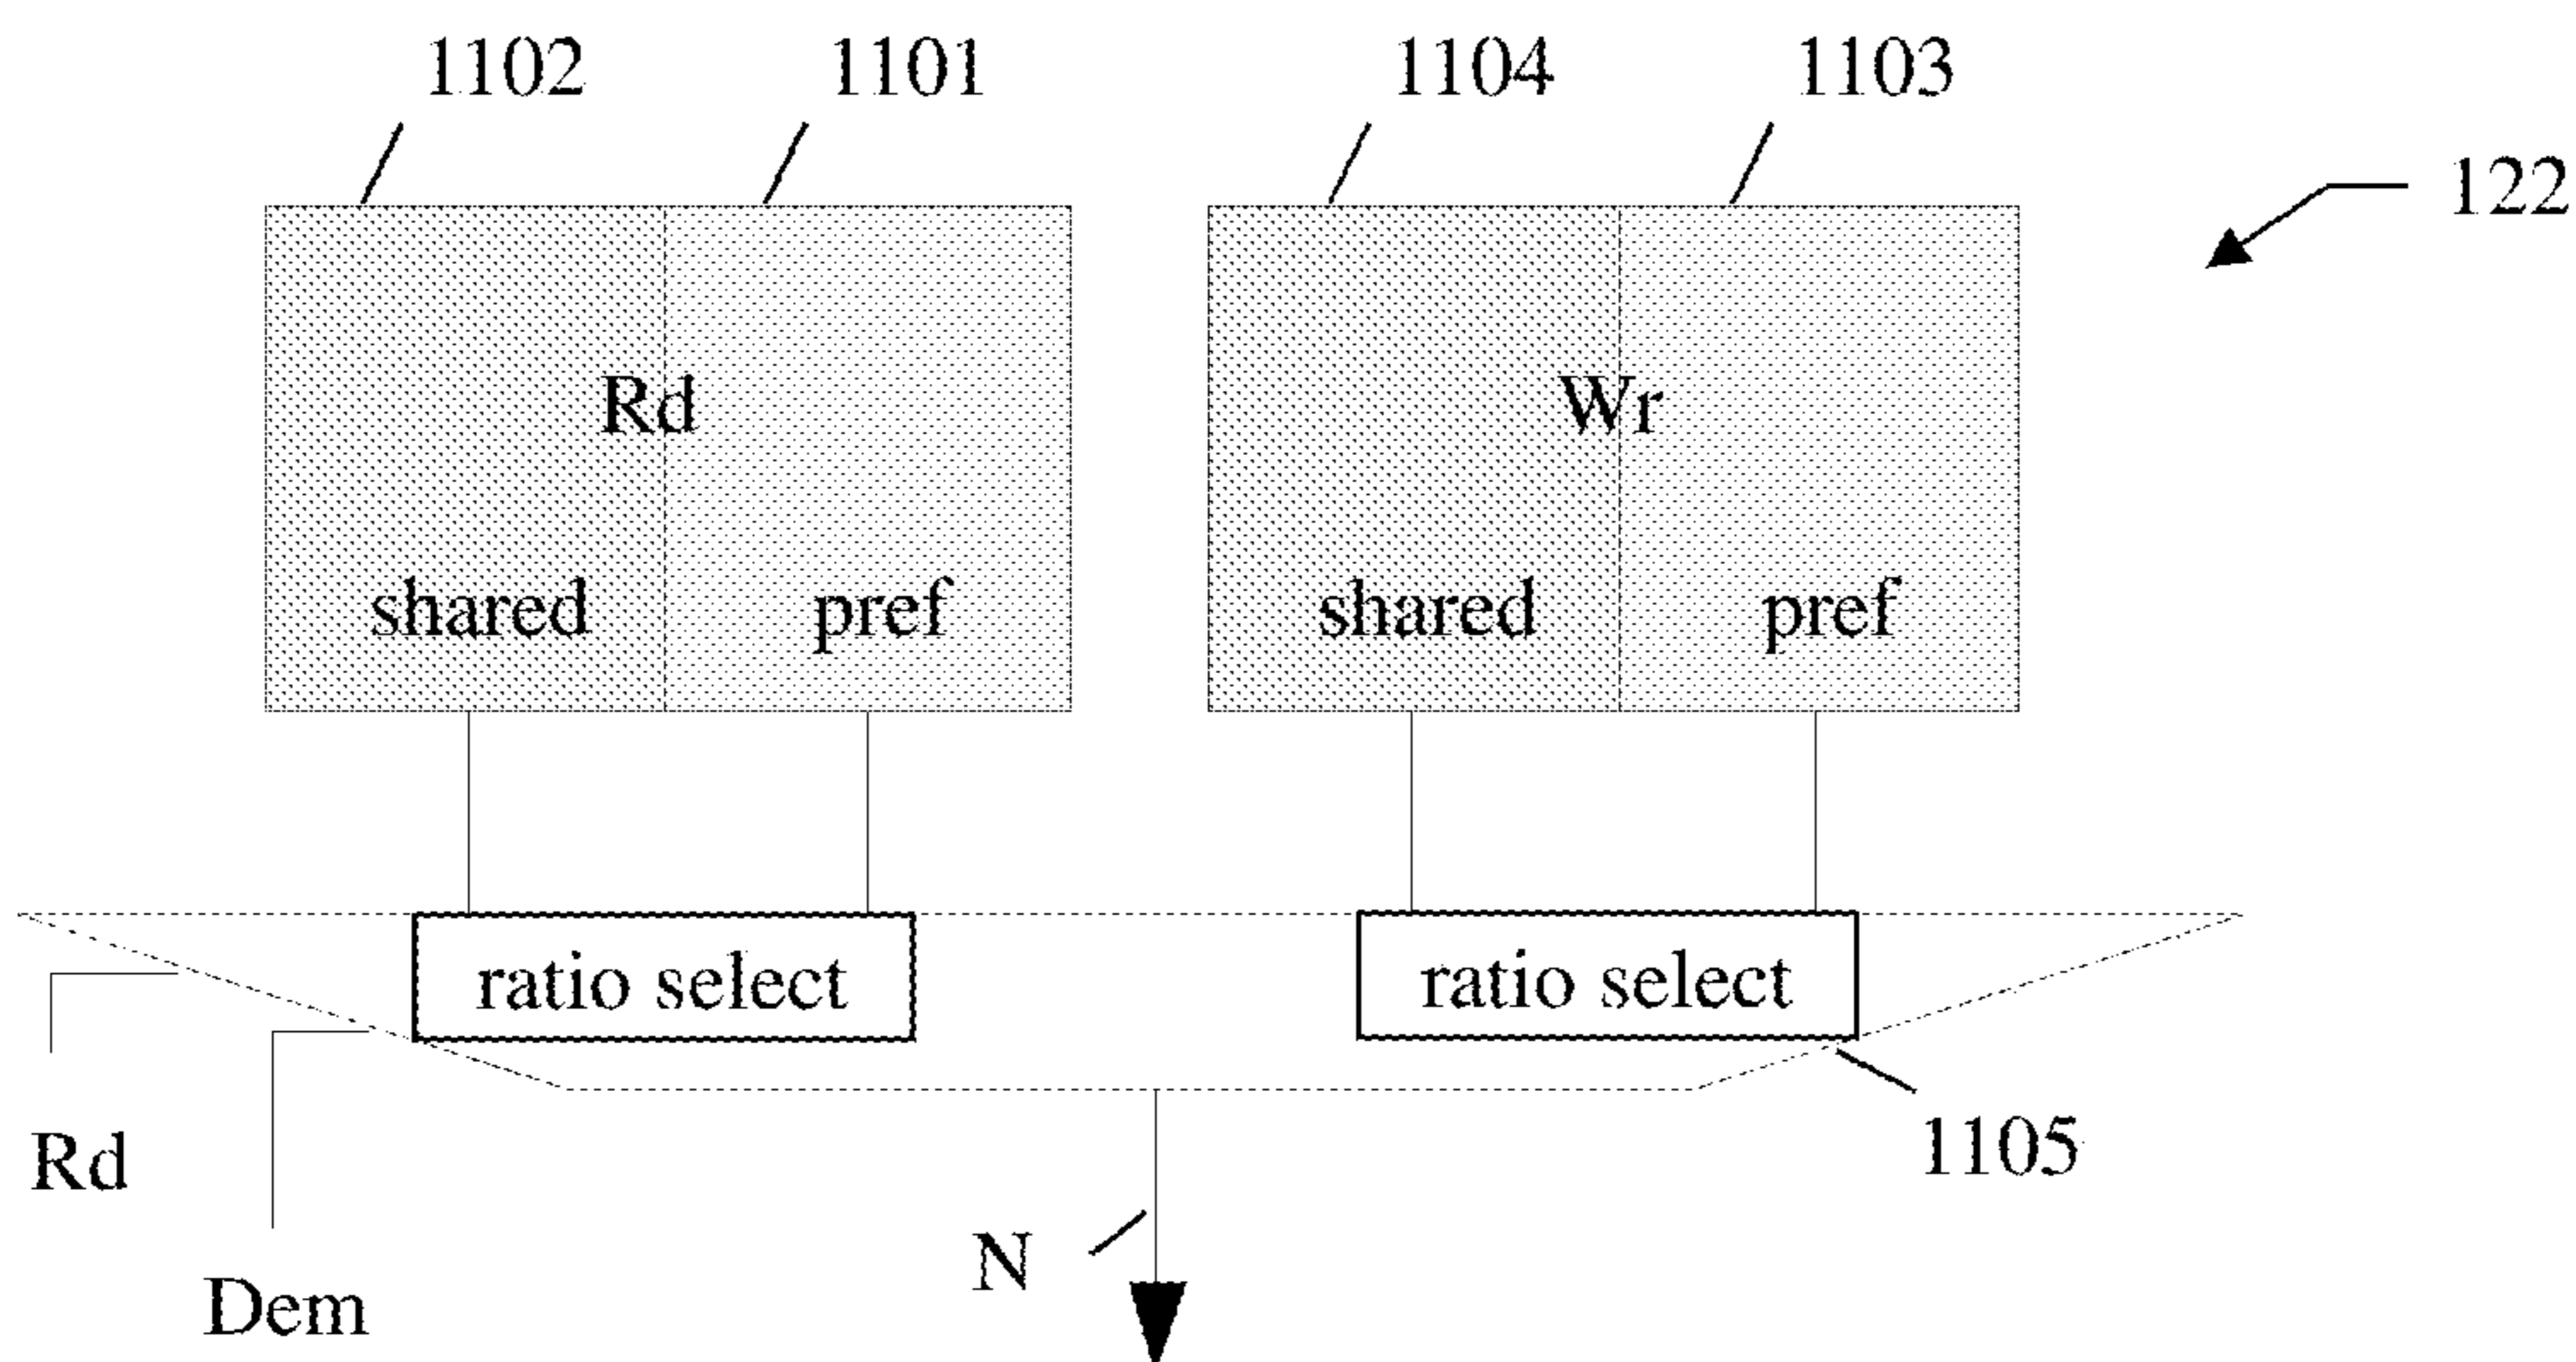 1102 1101 1104 1103
122
Rd Wr
shared pref shared pref
ratio select ratio select
Rd 1105
N
Dem